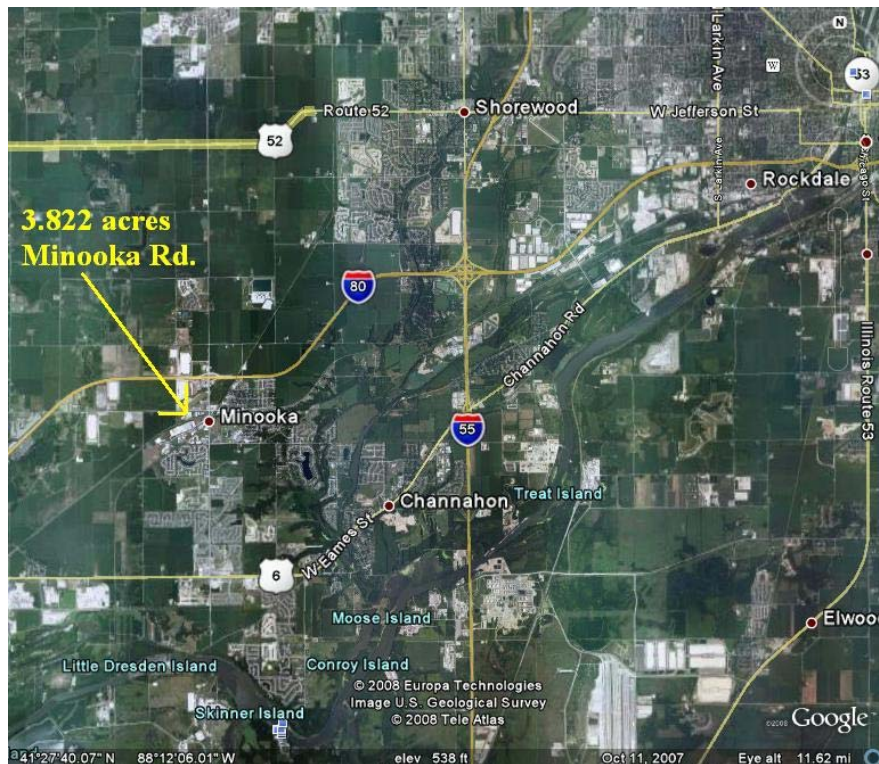 Larkin Ave
N
W
53
Shorewood
Route 52
W Jefferson St
52
S Larkin Ave
Rockdale
3.822 acres
Minooka Rd.
80
Channahon Rd
Illinois Route 53
Minooka
55
Channahon
Treat Island
W Eames St
6
Moose Island
Elwoo
Little Dresden Island
Conroy Island
© 2008 Europa Technologies
Image U.S. Geological Survey
© 2008 Tele Atlas
Skinner Island
©2008 Google
41°27'40.07" N 88°12'06.01" W elev 538 ft Oct 11, 2007 Eye alt 11.62 mi